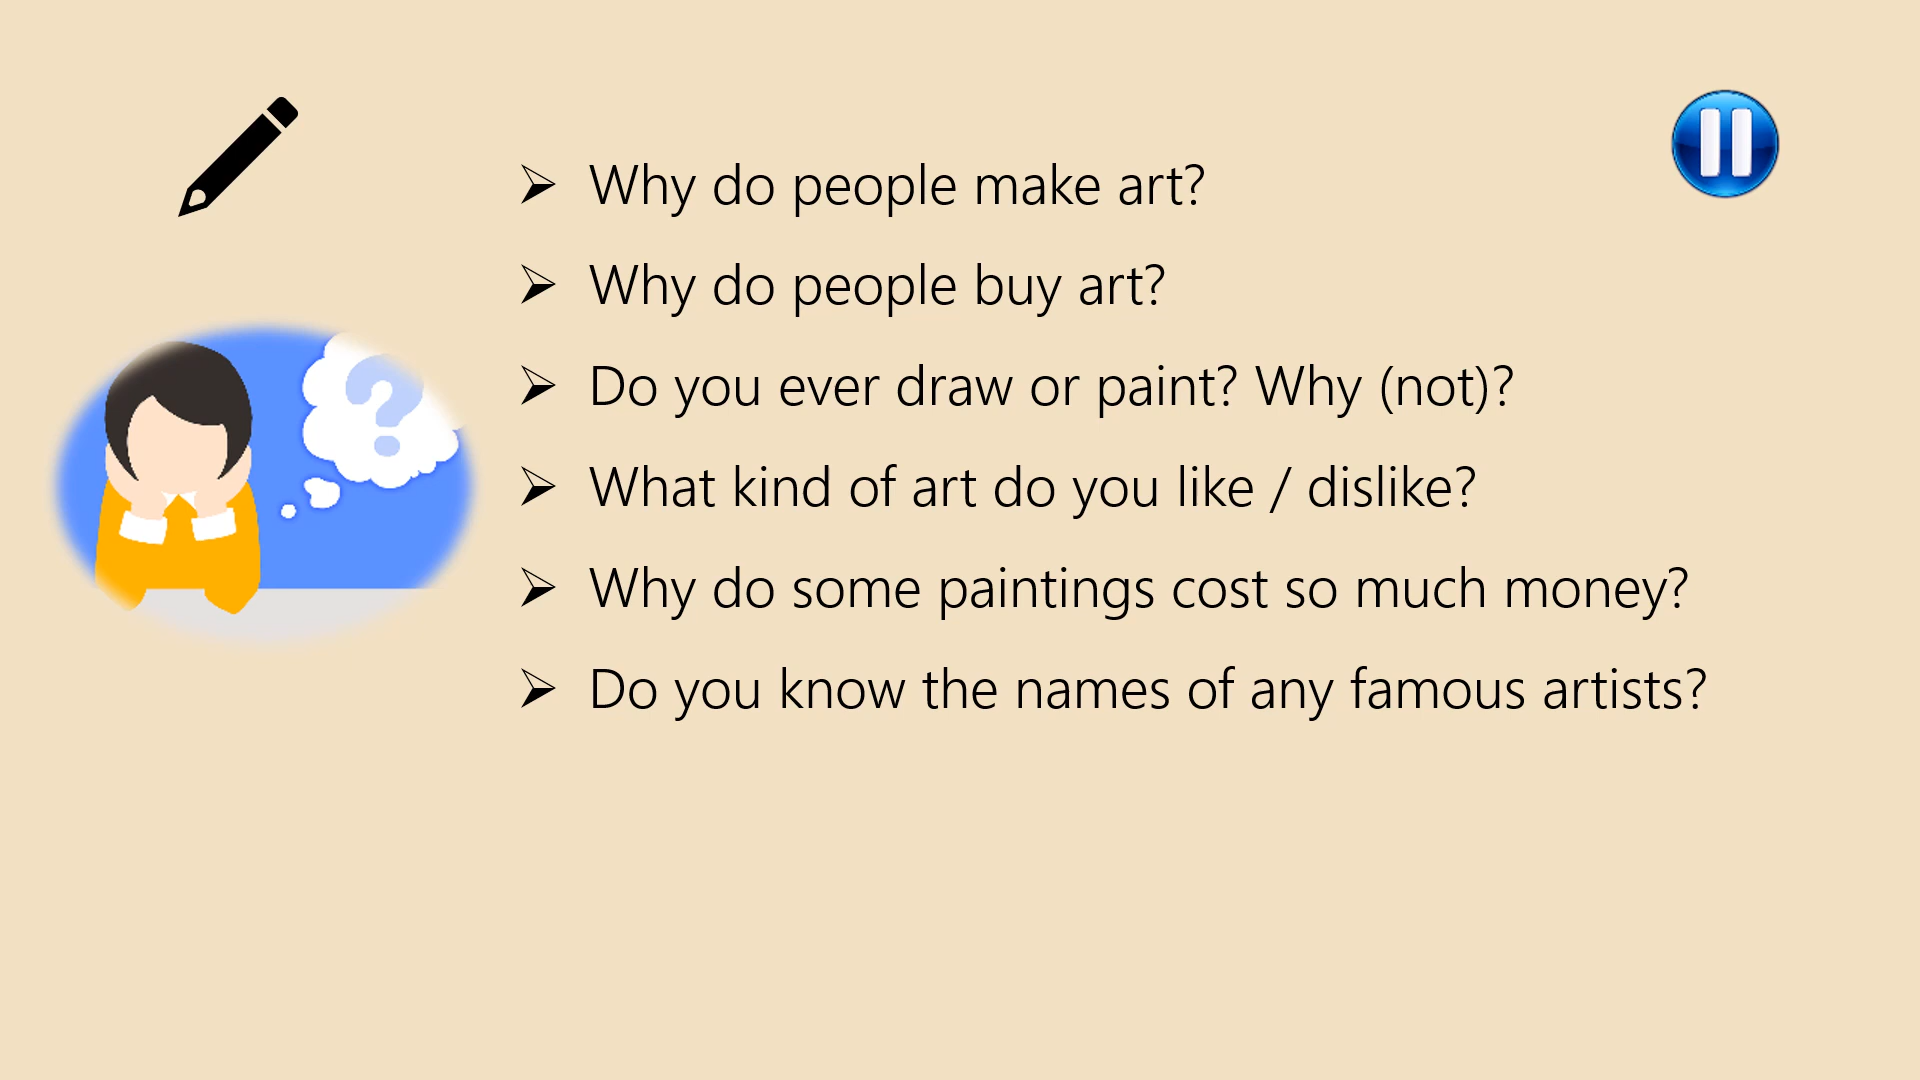 Why do people make art?
Why do people buy art?
Do you ever draw or paint? Why (not)?
What kind of art do you like / dislike?
Why do some paintings cost so much money?
Do you know the names of any famous artists?